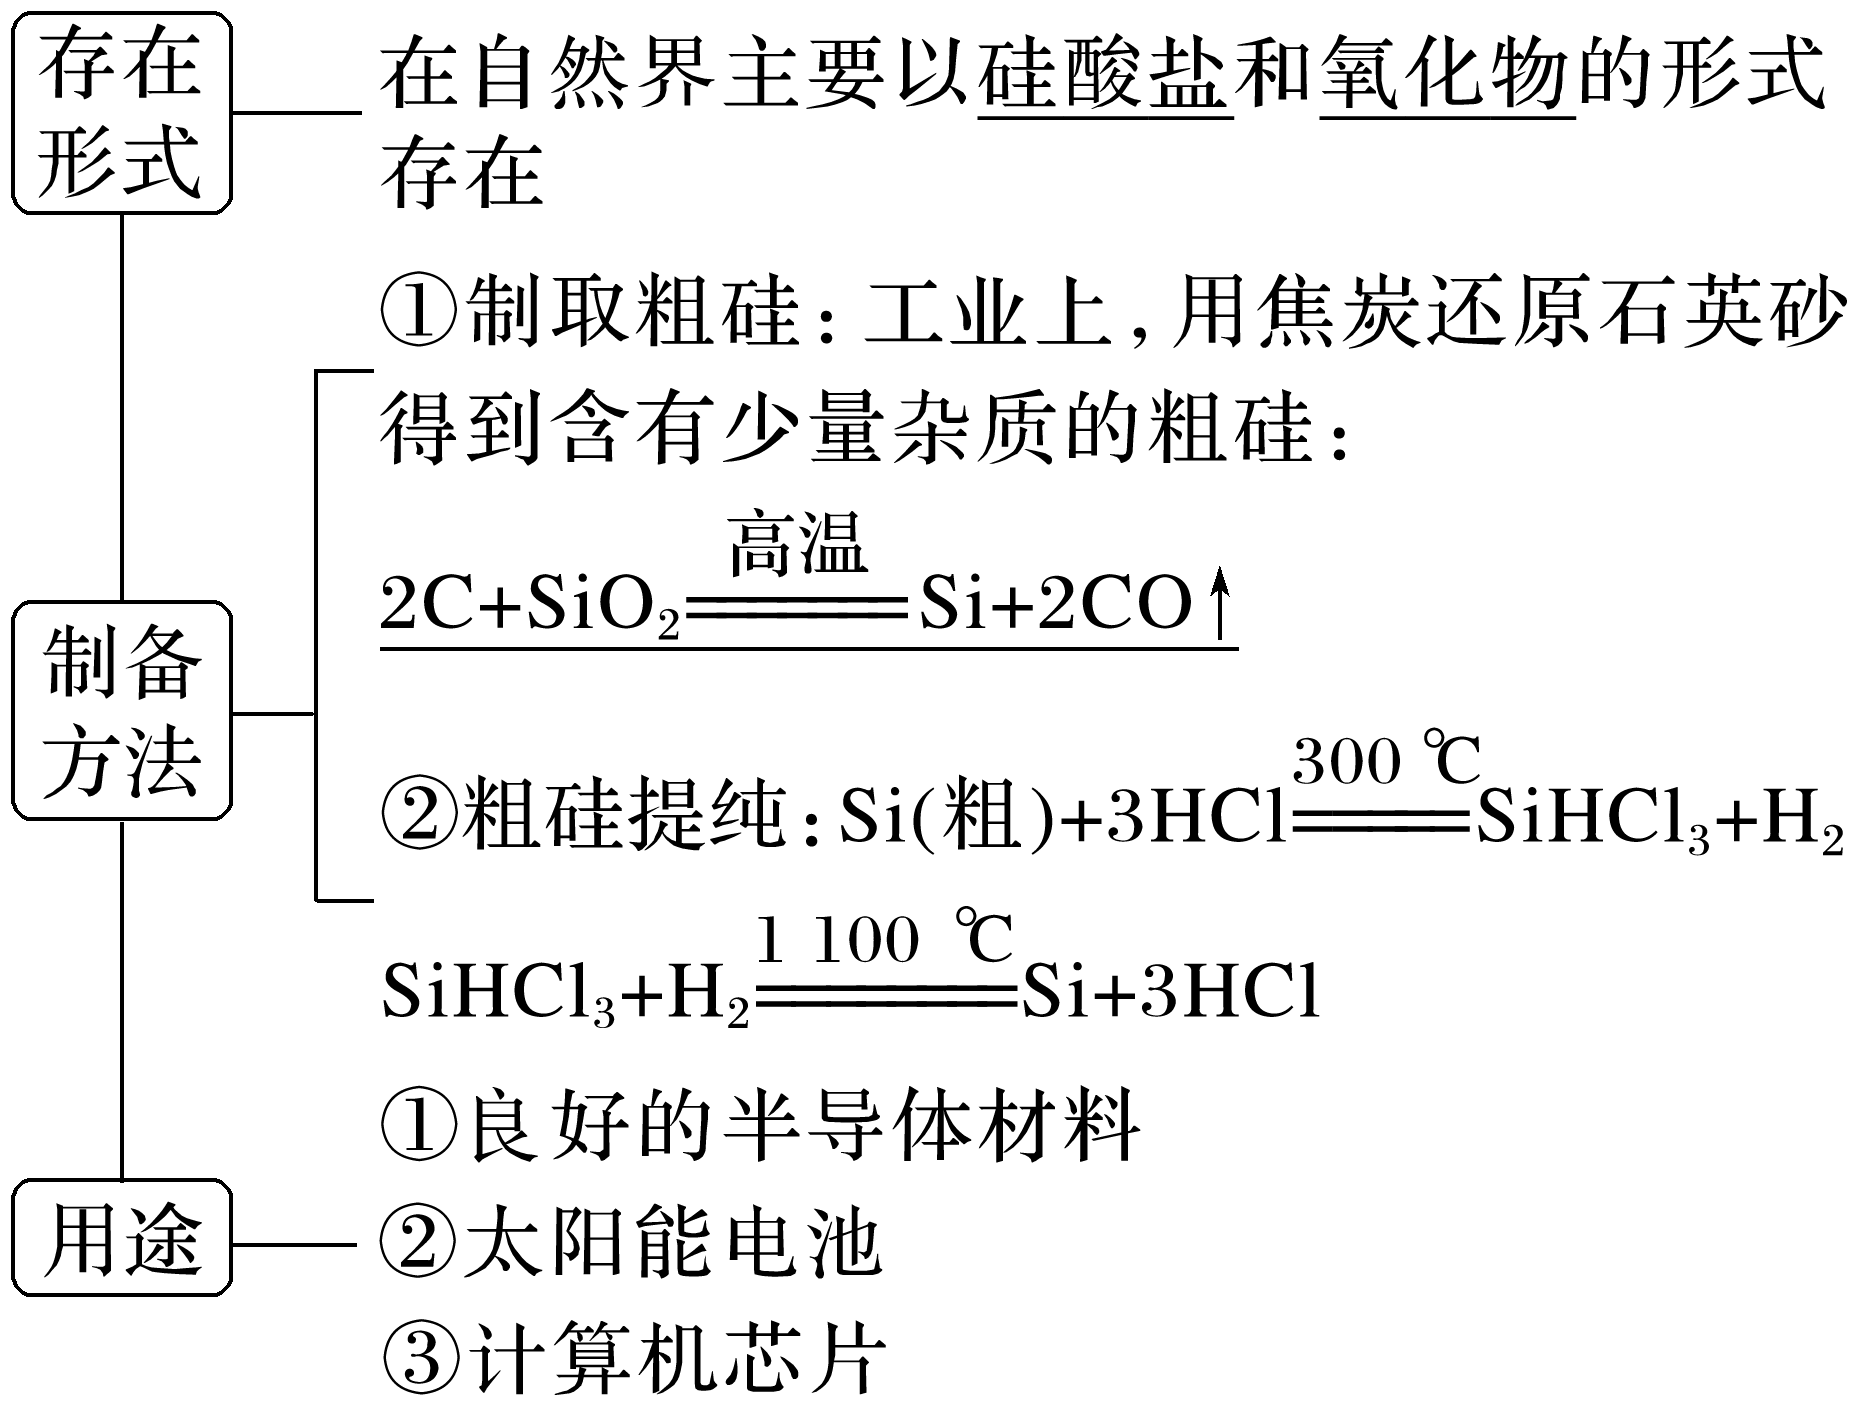 存在形式
在自然界主要以硅酸盐和氧化物的形式
存在
制备方法
①制取粗硅：工业上，用焦炭还原石英砂
得到含有少量杂质的粗硅：
高温
2C+SiO₂═══Si+2CO↑
300 ℃
②粗硅提纯：Si(粗)+3HCl═══SiHCl₃+H₂
1 100 ℃
SiHCl₃+H₂═══Si+3HCl
用途
①良好的半导体材料
②太阳能电池
③计算机芯片